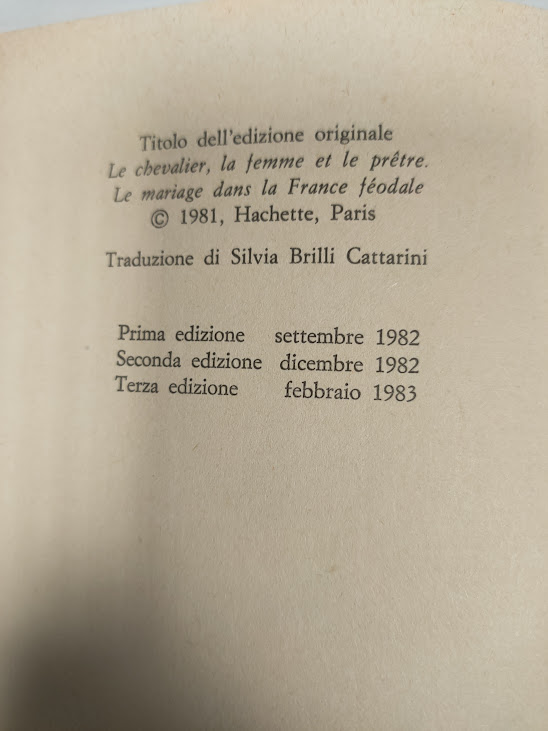 Titolo dell'edizione originale
Le chevalier, la femme et le prêtre.
Le mariage dans la France féodale
© 1981, Hachette, Paris
Traduzione di Silvia Brilli Cattarini
Prima edizione settembre 1982
Seconda edizione dicembre 1982
Terza edizione febbraio 1983